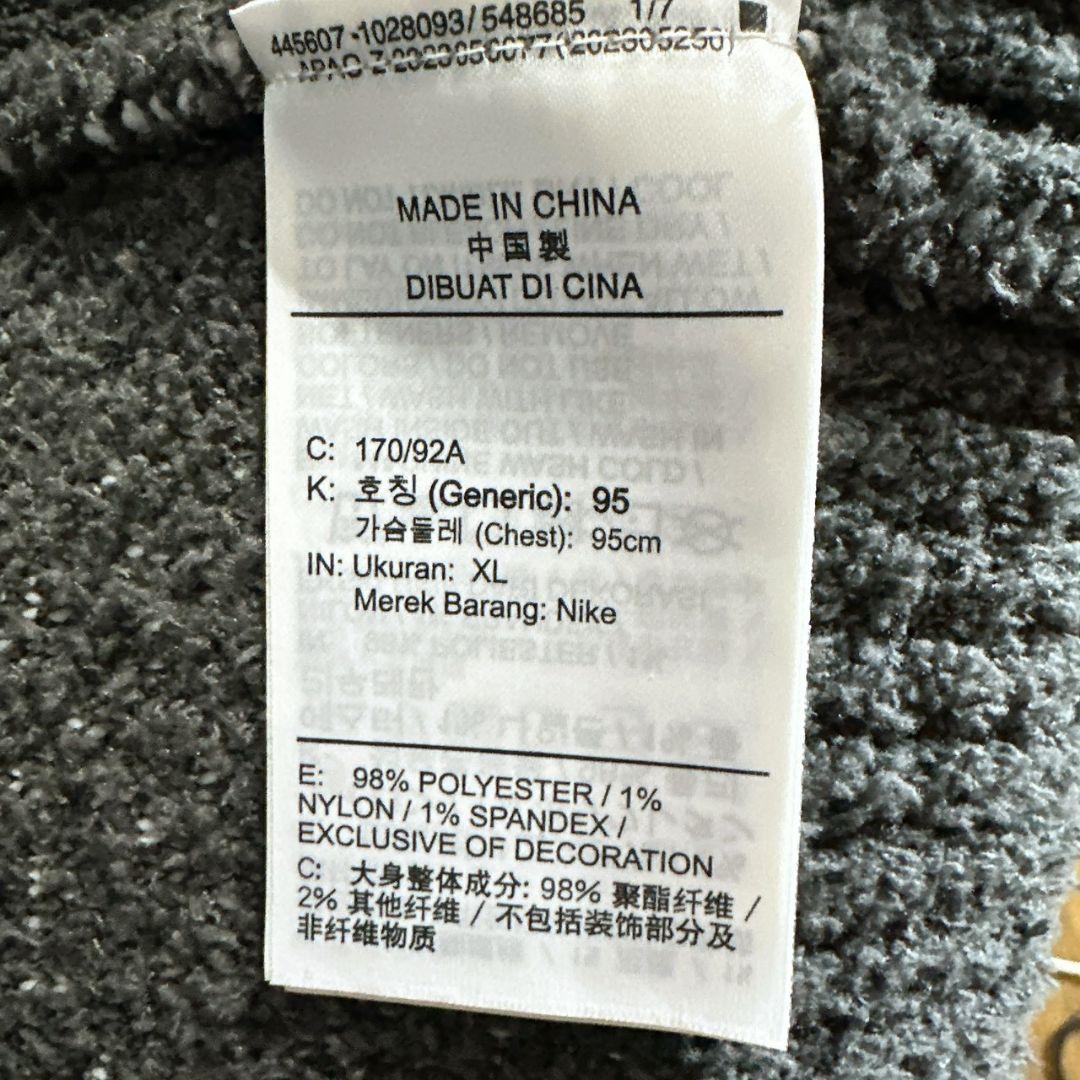 445607-1028093/548685 1/7
MADE IN CHINA
中国製
DIBUAT DI CINA
C: 170/92A
K: 호칭 (Generic): 95
가슴둘레 (Chest): 95cm
IN: Ukuran: XL
Merek Barang: Nike
E: 98% POLYESTER / 1%
NYLON / 1% SPANDEX /
EXCLUSIVE OF DECORATION
C: 大身整体成分: 98% 聚酯纤维 /
2% 其他纤维 / 不包括装饰部分及
非纤维物质